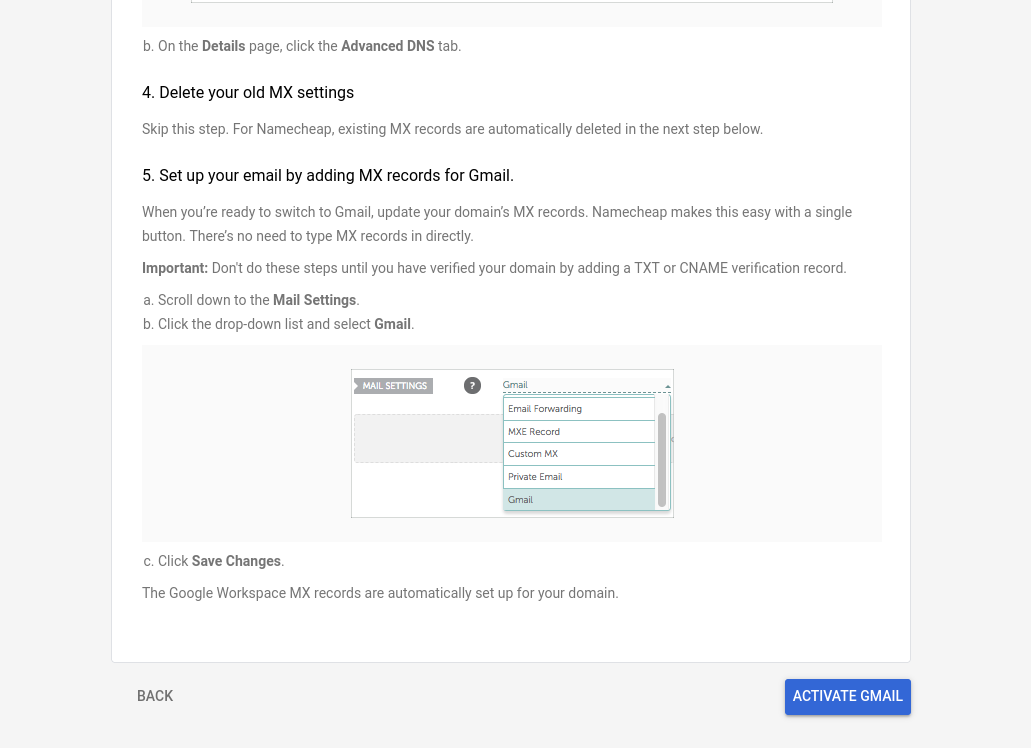 b. On the Details page, click the Advanced DNS tab.
4. Delete your old MX settings
Skip this step. For Namecheap, existing MX records are automatically deleted in the next step below.
5. Set up your email by adding MX records for Gmail.
When you’re ready to switch to Gmail, update your domain’s MX records. Namecheap makes this easy with a single
button. There’s no need to type MX records in directly.
Important: Don't do these steps until you have verified your domain by adding a TXT or CNAME verification record.
a. Scroll down to the Mail Settings.
b. Click the drop-down list and select Gmail.
MAIL SETTINGS ? Gmail
Email Forwarding
MXE Record
Custom MX
Private Email
Gmail
c. Click Save Changes.
The Google Workspace MX records are automatically set up for your domain.
BACK ACTIVATE GMAIL